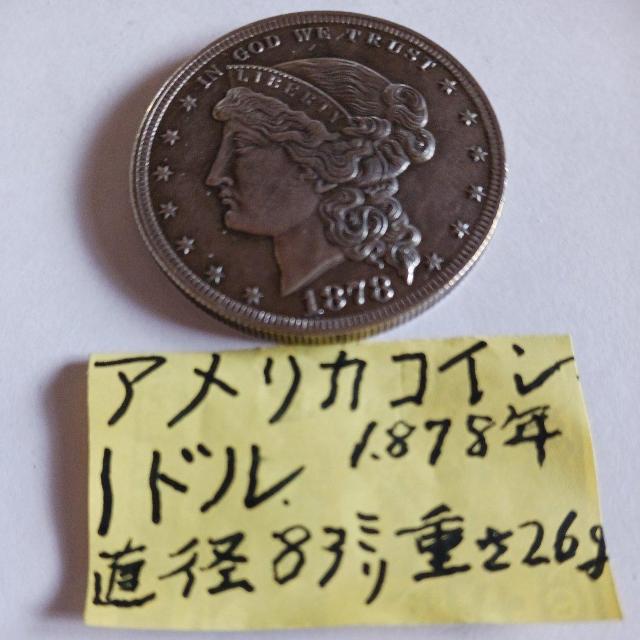 IN GOD WE TRUST
LIBERTY
1878
アメリカコイン
1ドル 1.878年
直径83ミリ重さ26g